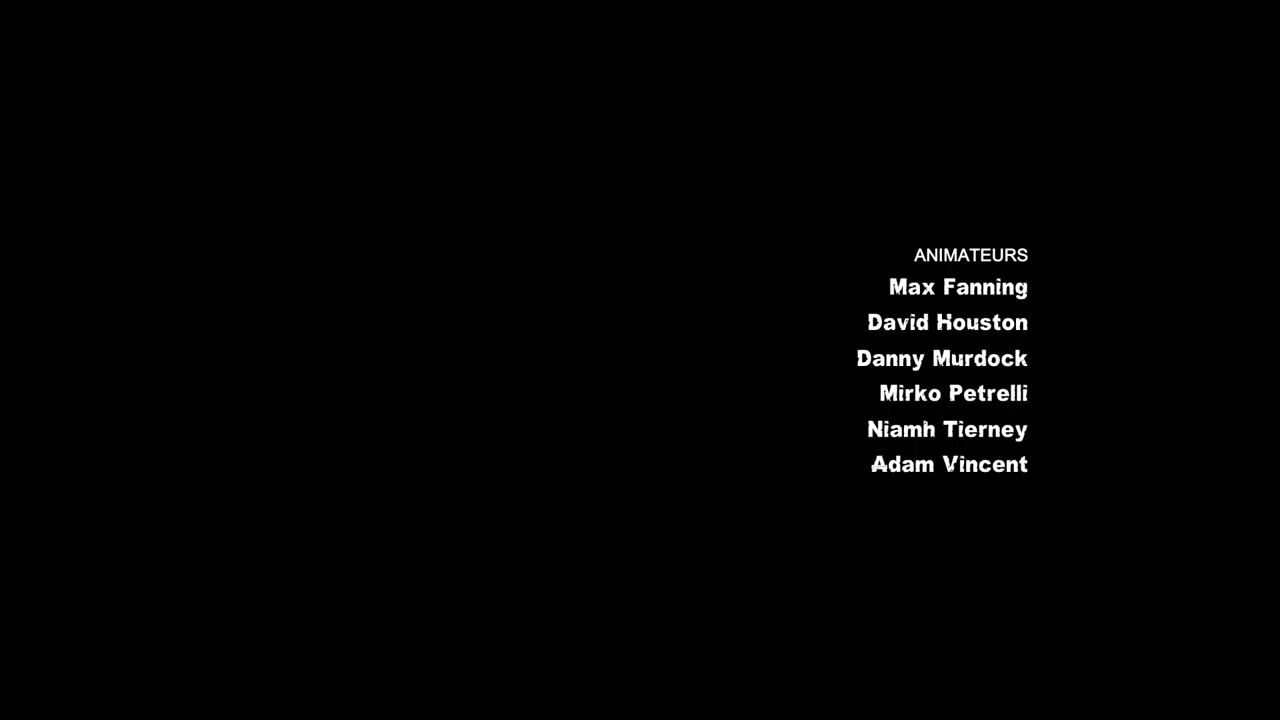 ANIMATEURS
Max Fanning
David Houston
Danny Murdock
Mirko Petrelli
Niamh Tierney
Adam Vincent